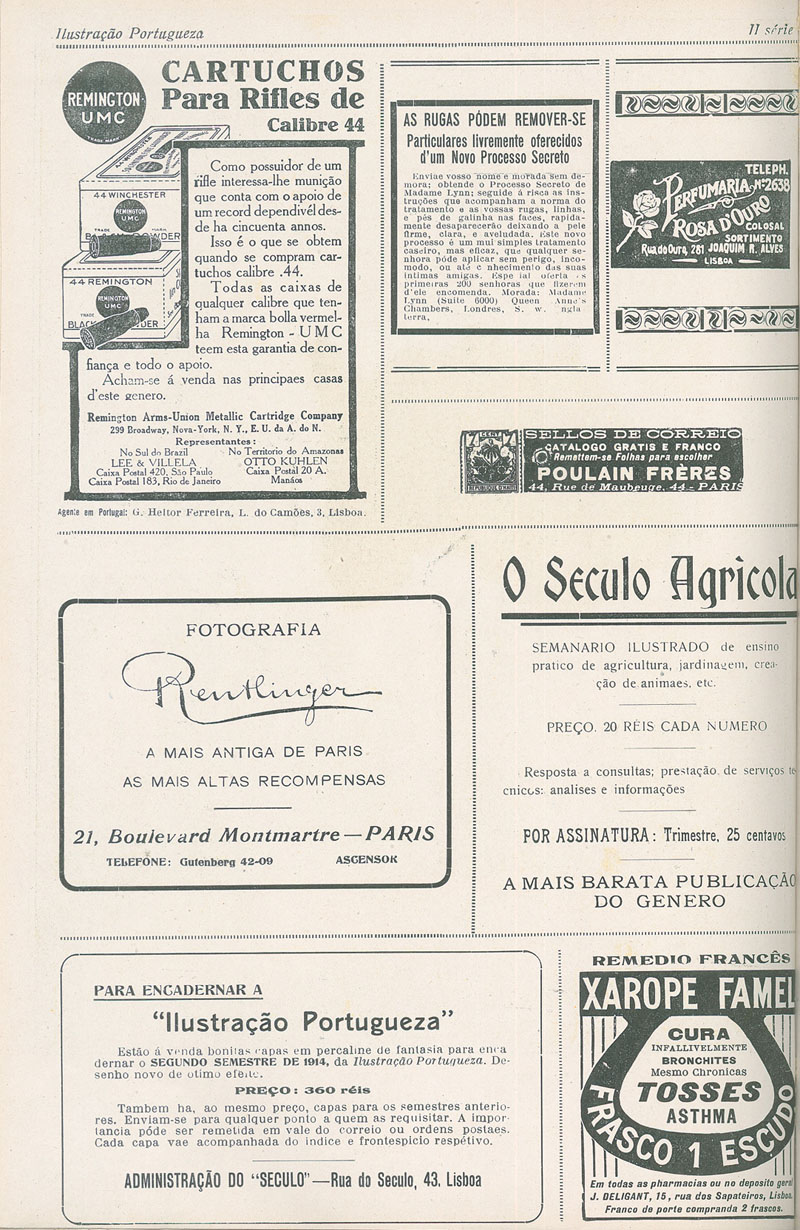 Ilustração Portugueza
II série
REMINGTON
UMC
TRADE MARK
CARTUCHOS
Para Rifles de
Calibre 44
44 WINCHESTER
REMINGTON
UMC
TRADE
44 REMINGTON
REMINGTON
UMC
TRADE
Como possuidor de um
rifle interessa-lhe munição
que conta com o apoio de
um record dependivél des-
de ha cincuenta annos.
Isso é o que se obtem
quando se compram car-
tuchos calibre .44.
Todas as caixas de
qualquer calibre que ten-
ham a marca bolla vermel-
ha Remington - UMC
teem esta garantia de con-
fiança e todo o apoio.
Acham-se á venda nas principaes casas
d'este genero.
Remington Arms-Union Metallic Cartridge Company
299 Broadway, Nova-York, N. Y., E. U. da A. do N.
Representantes:
No Sul do Brazil
LEE & VILLELA
Caixa Postal 420, São Paulo
Caixa Postal 183, Rio de Janeiro
No Territorio do Amazonas
OTTO KUHLEN
Caixa Postal 20 A.
Manáos
Agente em Portugal: G. Heitor Ferreira, L. do Camões, 3, Lisboa.
AS RUGAS PÓDEM REMOVER-SE
Particulares livremente oferecidos
d'um Novo Processo Secreto
Enviae vosso nome e morada sem de-
mora; obtende o Processo Secreto de
Madame Lynn; seguide á risca as ins-
truções que acompanham a norma do
tratamento e as vossas rugas, linhas,
e pés de galinha nas faces, rapida-
mente desaparecerão deixando a pele
firme, clara, e aveludada. Este novo
processo é um mui simples tratamento
caseiro, mas eficaz, que qualquer se-
nhora póde aplicar sem perigo, inco-
modo, ou até c nhecimento das suas
intimas amigas. Espe ial oferta
primeiras 200 senhoras que fizerem
d'ele encomenda. Morada: Madame
Lynn (Suite 6000) Queen Anne's
Chambers, Londres, S. w.
terra,
TELEPH.
Nº 2638
PERFUMARIA
ROSA D'OURO
COLOSAL
SORTIMENTO
Rua do Ouro, 281 JOAQUIM R. ALVES
LISBOA
SELLOS DE CORREIO
CATALOGO GRATIS E FRANCO
Remettem-se Folhas para escolher
POULAIN FRÈRES
44, Rue de Maubeuge, 44 - PARIS
FOTOGRAFIA
Reutlinger
A MAIS ANTIGA DE PARIS
AS MAIS ALTAS RECOMPENSAS
21, Boulevard Montmartre — PARIS
TELEFONE: Gutenberg 42-09
ASCENSOR
O Seculo Agricola
SEMANARIO ILUSTRADO de ensino
pratico de agricultura, jardinagem, crea-
ção de animaes, etc.
PREÇO. 20 RÉIS CADA NUMERO
Resposta a consultas; prestação de serviços te
cnicos: analises e informações
POR ASSINATURA: Trimestre, 25 centavos
A MAIS BARATA PUBLICAÇÃO
DO GENERO
PARA ENCADERNAR A
"Ilustração Portugueza"
Estão á venda bonitas capas em percaline de fantasia para enca
dernar o SEGUNDO SEMESTRE DE 1914, da Ilustração Portugueza. De-
senho novo de otimo efeito.
PREÇO: 360 réis
Tambem ha, ao mesmo preço, capas para os semestres anterio-
res. Enviam-se para qualquer ponto a quem as requisitar. A impor-
tancia póde ser remetida em vale do correio ou ordens postaes.
Cada capa vae acompanhada do indice e frontespicio respétivo.
ADMINISTRAÇÃO DO "SECULO"—Rua do Seculo, 43, Lisboa
REMEDIO FRANCÊS
XAROPE FAMEL
CURA
INFALLIVELMENTE
BRONCHITES
Mesmo Chronicas
TOSSES
ASTHMA
FRASCO 1 ESCUDO
Em todas as pharmacias ou no deposito geral
J. DELIGANT, 15, rua dos Sapateiros, Lisboa.
Franco de porte comprando 2 frascos.